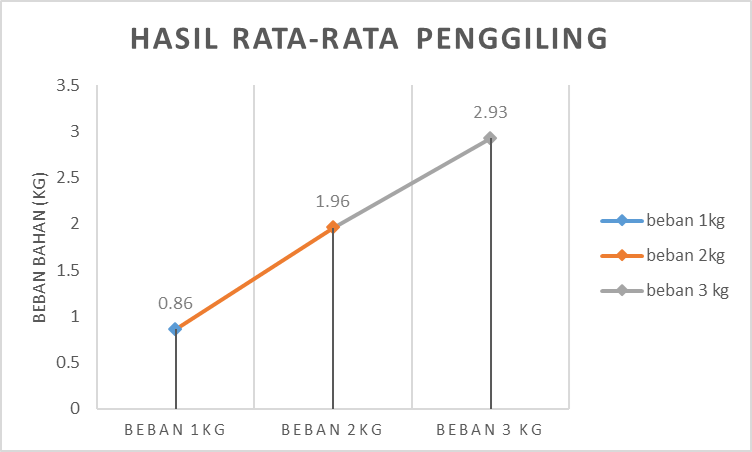 HASIL RATA-RATA PENGGILING
BEBAN BAHAN (KG)
3.5
3
2.5
2
1.5
1
0.5
0
0.86
1.96
2.93
BEBAN 1KG
BEBAN 2KG
BEBAN 3 KG
beban 1kg
beban 2kg
beban 3 kg